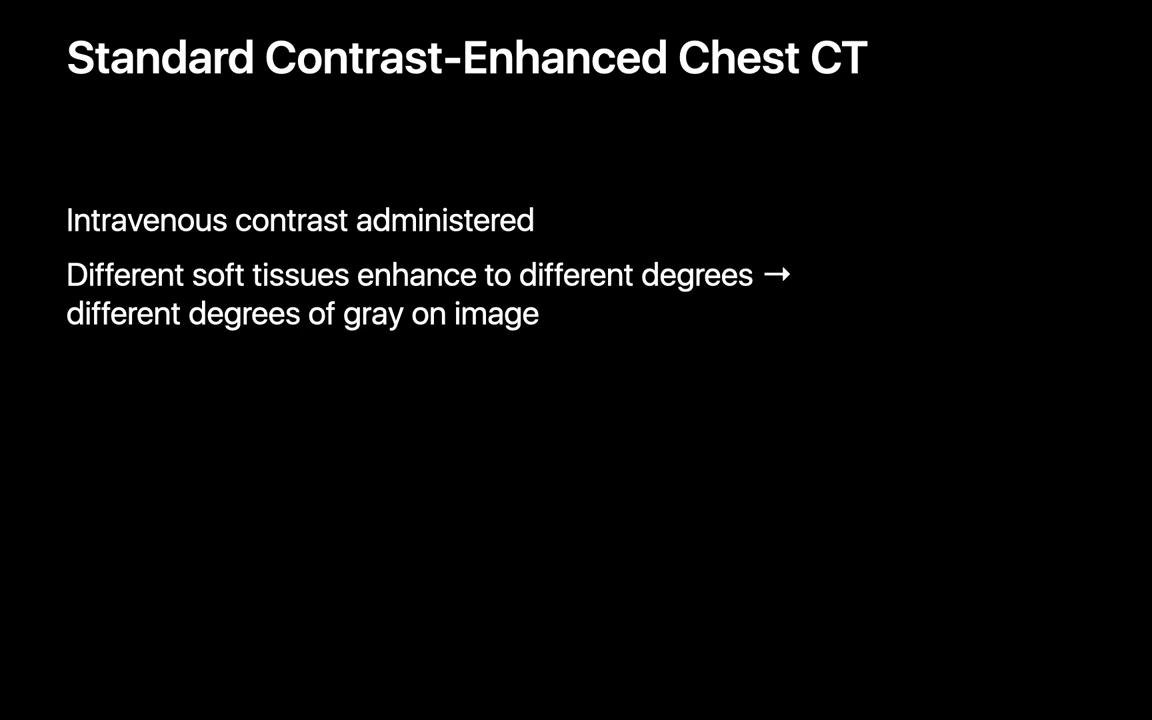 Standard Contrast-Enhanced Chest CT
Intravenous contrast administered
Different soft tissues enhance to different degrees →
different degrees of gray on image